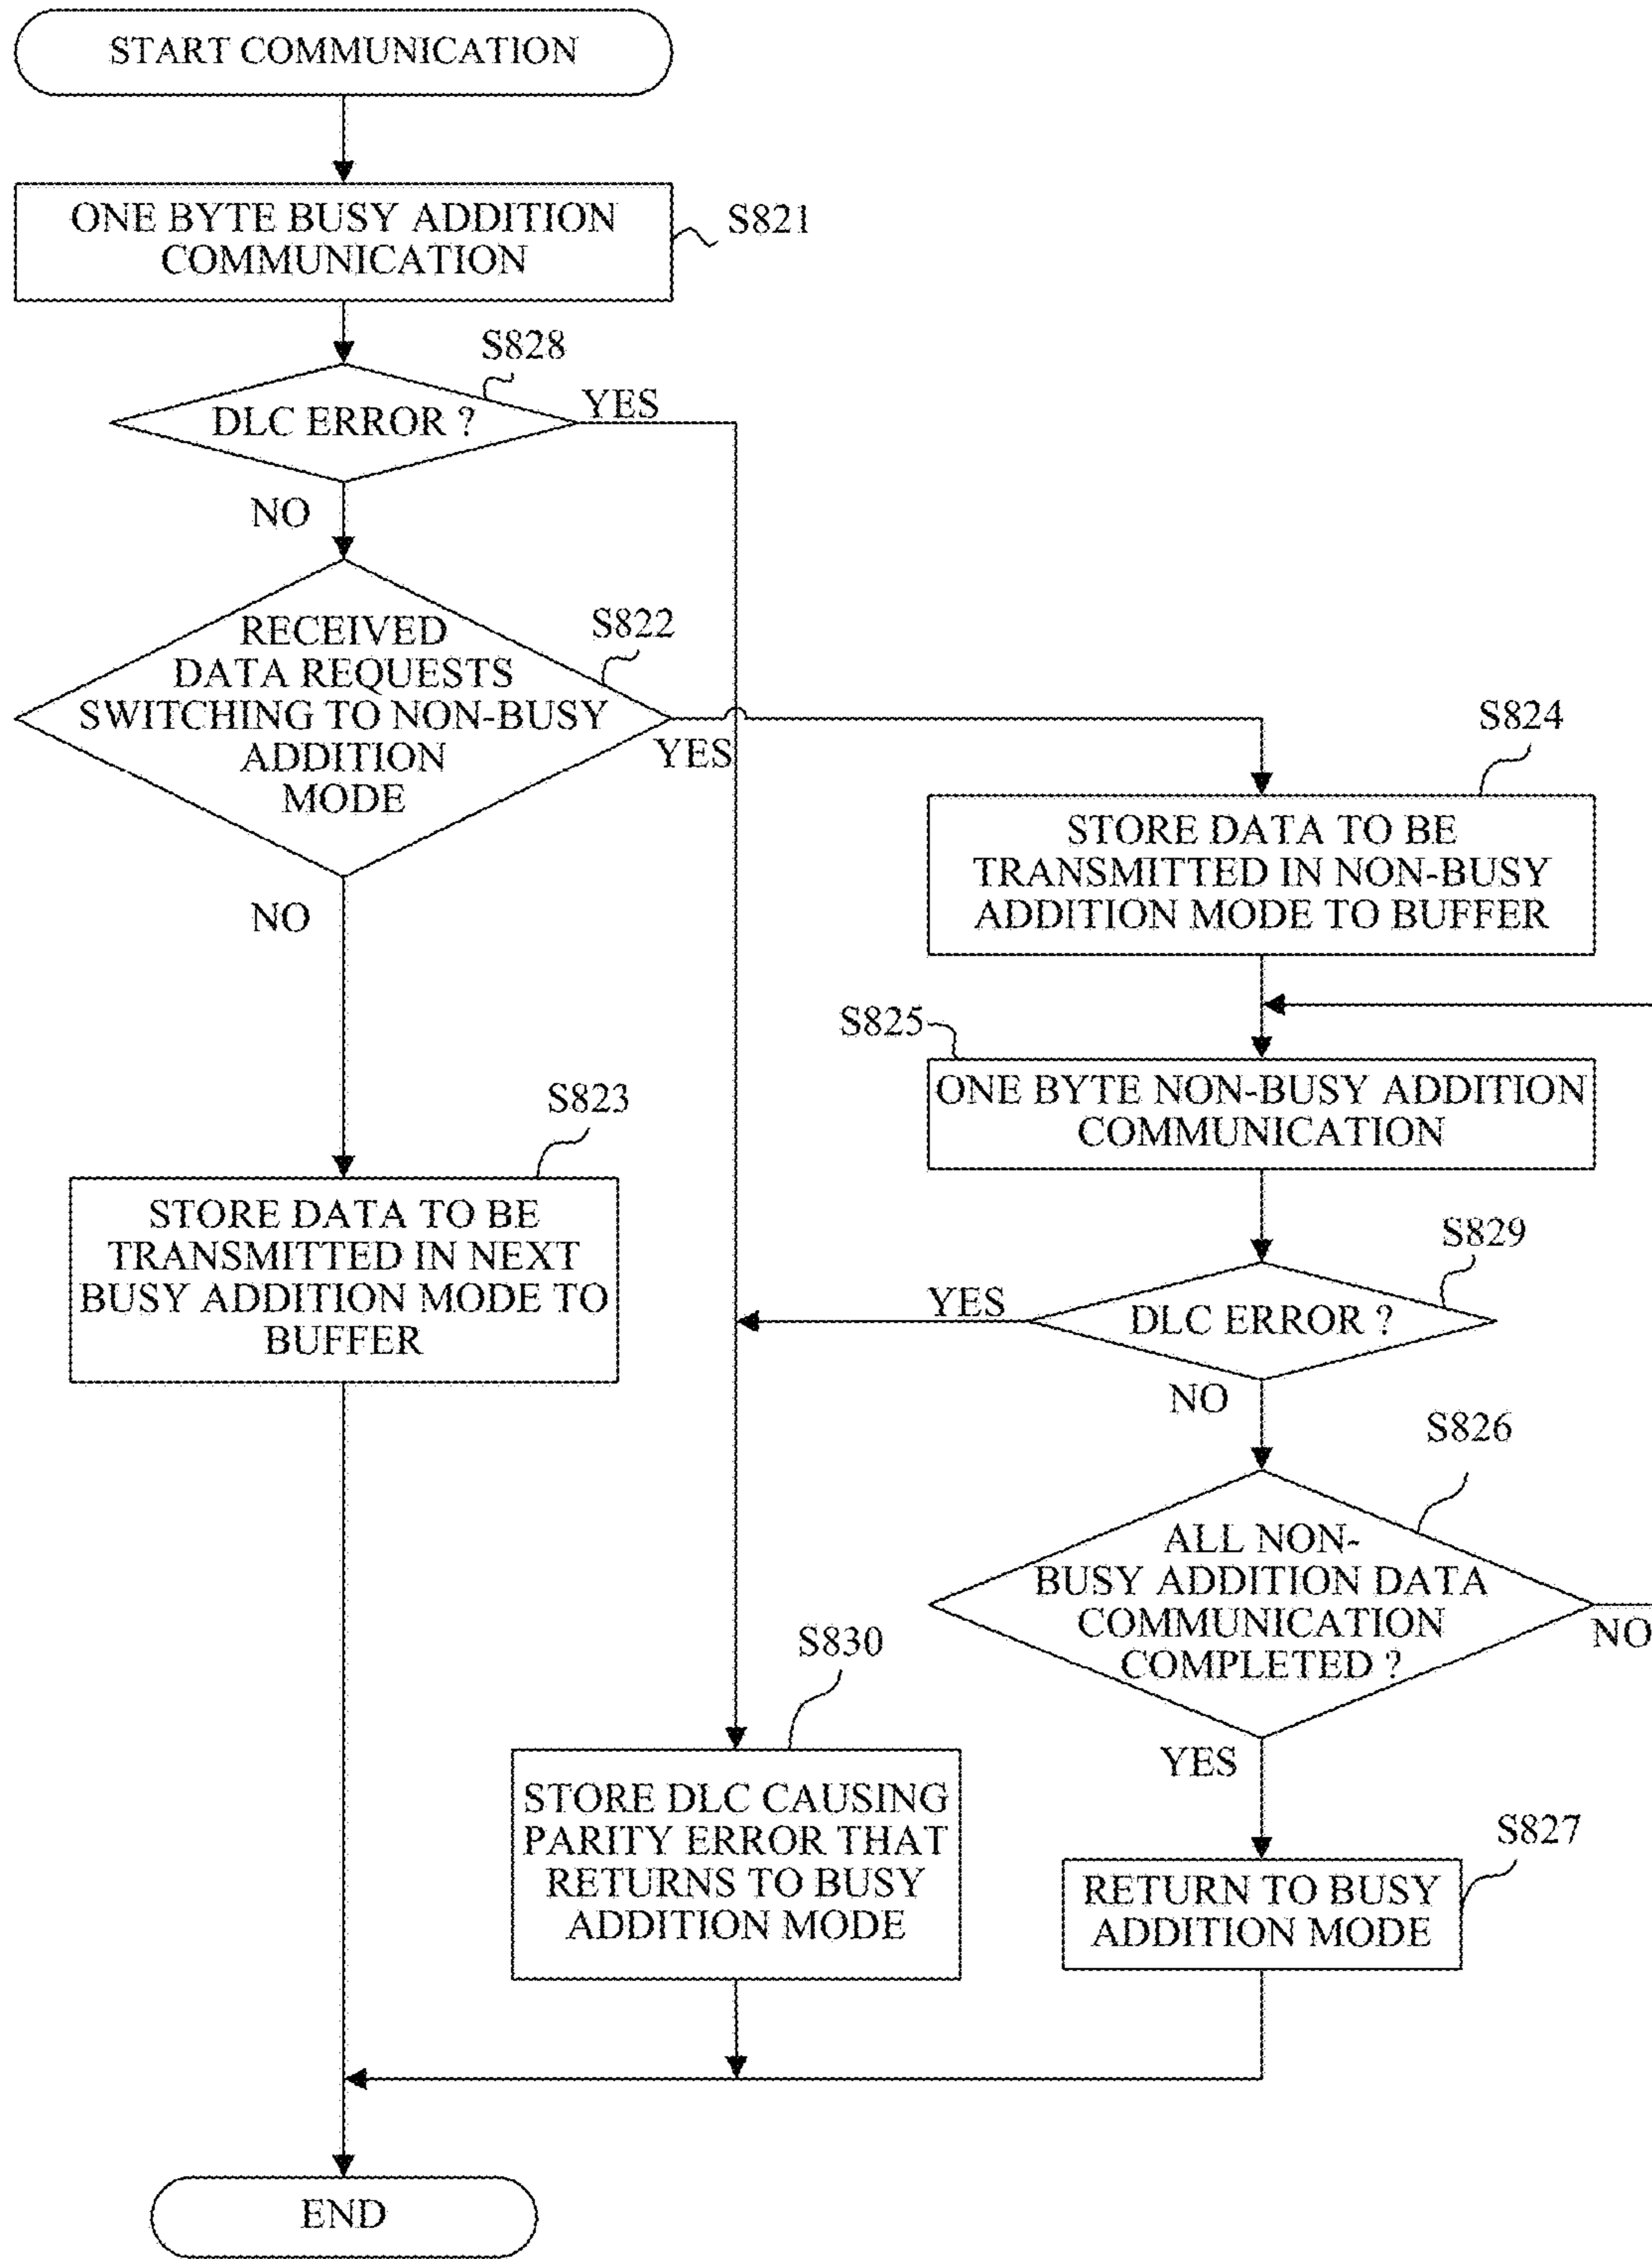 START COMMUNICATION
ONE BYTE BUSY ADDITION
COMMUNICATION
S821
S828
DLC ERROR ?
YES
NO
RECEIVED
DATA REQUESTS
SWITCHING TO NON-BUSY
ADDITION
MODE
S822
YES
NO
S824
STORE DATA TO BE
TRANSMITTED IN NON-BUSY
ADDITION MODE TO BUFFER
S825
ONE BYTE NON-BUSY ADDITION
COMMUNICATION
S823
STORE DATA TO BE
TRANSMITTED IN NEXT
BUSY ADDITION MODE TO
BUFFER
S829
DLC ERROR ?
YES
NO
S826
ALL NON-
BUSY ADDITION DATA
COMMUNICATION
COMPLETED ?
NO
YES
S830
STORE DLC CAUSING
PARITY ERROR THAT
RETURNS TO BUSY
ADDITION MODE
S827
RETURN TO BUSY
ADDITION MODE
END